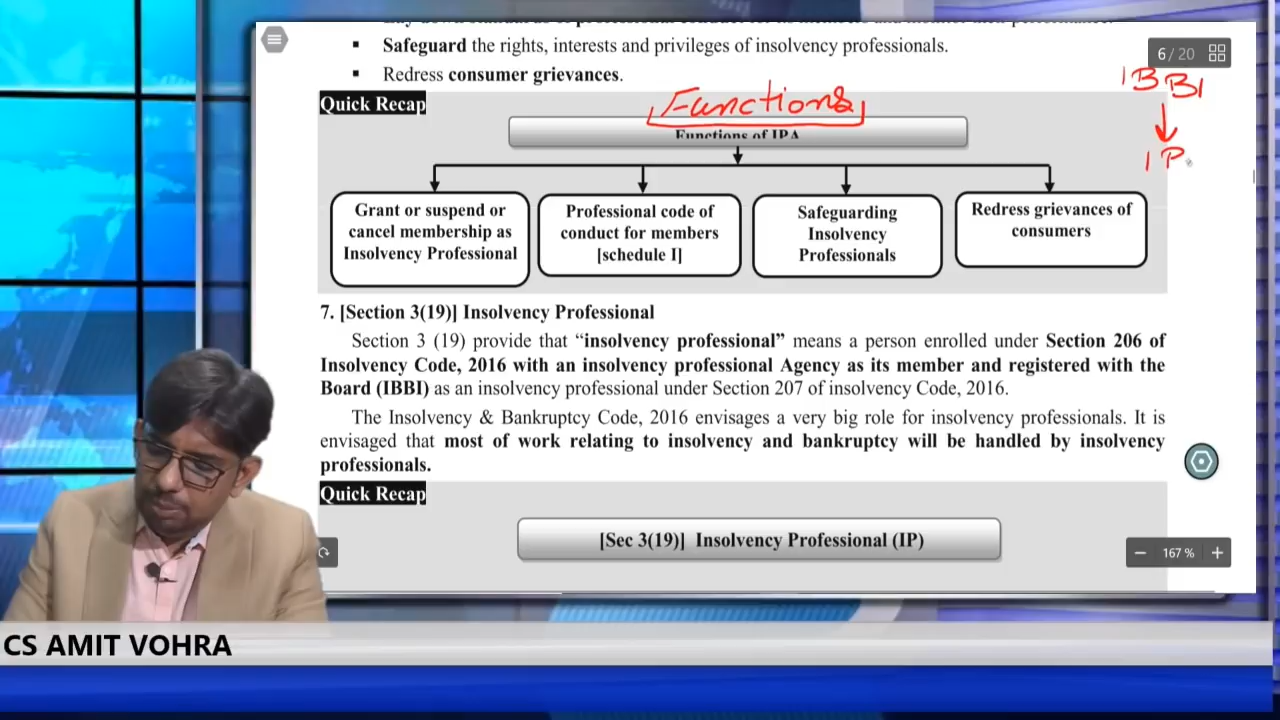 Safeguard the rights, interests and privileges of insolvency professionals.
Redress consumer grievances.
6 / 20
IBBI
IP
Quick Recap
Functions
Functions of IPA
Grant or suspend or
cancel membership as
Insolvency Professional
Professional code of
conduct for members
[schedule I]
Safeguarding
Insolvency
Professionals
Redress grievances of
consumers
7. [Section 3(19)] Insolvency Professional
Section 3 (19) provide that “insolvency professional” means a person enrolled under Section 206 of
Insolvency Code, 2016 with an insolvency professional Agency as its member and registered with the
Board (IBBI) as an insolvency professional under Section 207 of insolvency Code, 2016.
The Insolvency & Bankruptcy Code, 2016 envisages a very big role for insolvency professionals. It is
envisaged that most of work relating to insolvency and bankruptcy will be handled by insolvency
professionals.
Quick Recap
[Sec 3(19)] Insolvency Professional (IP)
167 %
CS AMIT VOHRA